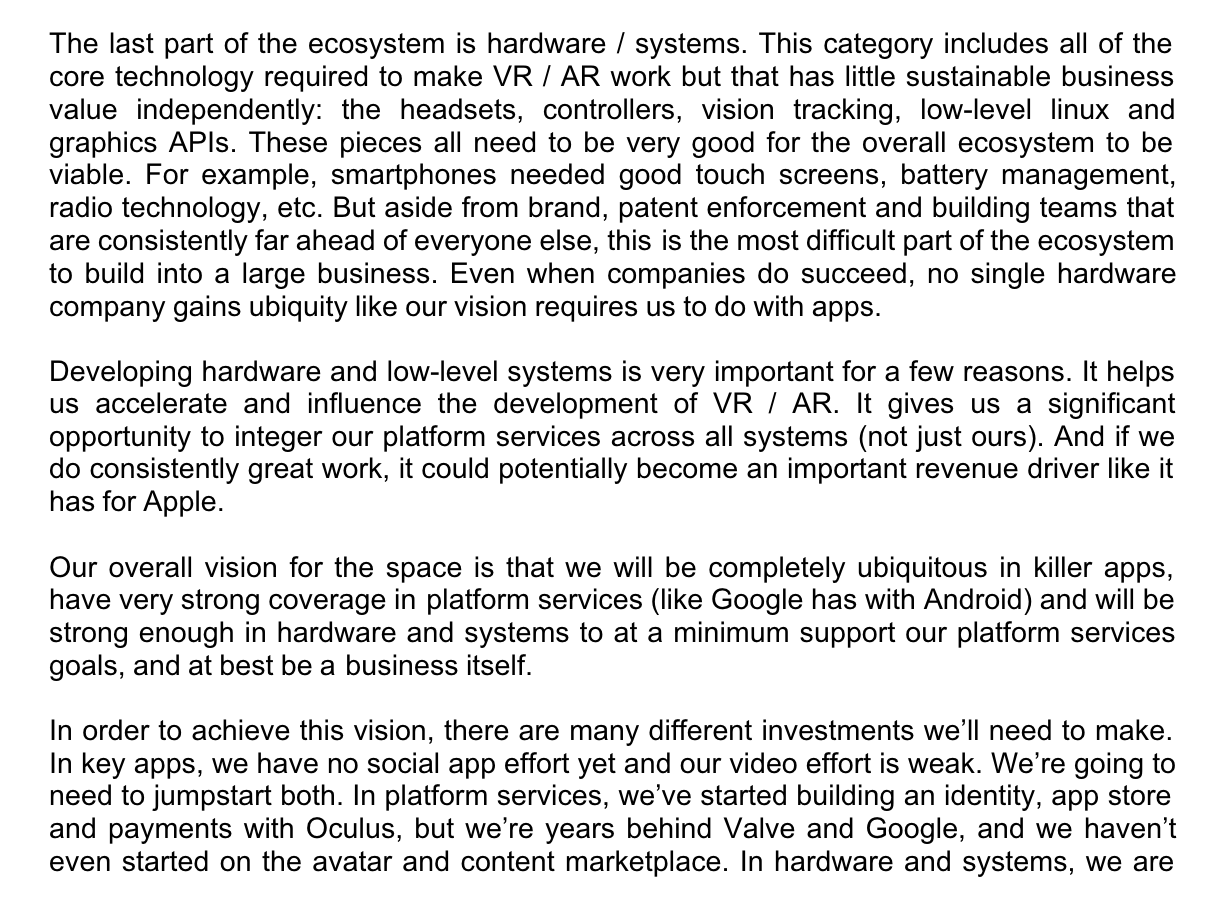 The last part of the ecosystem is hardware / systems. This category includes all of the
core technology required to make VR / AR work but that has little sustainable business
value independently: the headsets, controllers, vision tracking, low-level linux and
graphics APIs. These pieces all need to be very good for the overall ecosystem to be
viable. For example, smartphones needed good touch screens, battery management,
radio technology, etc. But aside from brand, patent enforcement and building teams that
are consistently far ahead of everyone else, this is the most difficult part of the ecosystem
to build into a large business. Even when companies do succeed, no single hardware
company gains ubiquity like our vision requires us to do with apps.
Developing hardware and low-level systems is very important for a few reasons. It helps
us accelerate and influence the development of VR / AR. It gives us a significant
opportunity to integer our platform services across all systems (not just ours). And if we
do consistently great work, it could potentially become an important revenue driver like it
has for Apple.
Our overall vision for the space is that we will be completely ubiquitous in killer apps,
have very strong coverage in platform services (like Google has with Android) and will be
strong enough in hardware and systems to at a minimum support our platform services
goals, and at best be a business itself.
In order to achieve this vision, there are many different investments we’ll need to make.
In key apps, we have no social app effort yet and our video effort is weak. We’re going to
need to jumpstart both. In platform services, we’ve started building an identity, app store
and payments with Oculus, but we’re years behind Valve and Google, and we haven’t
even started on the avatar and content marketplace. In hardware and systems, we are